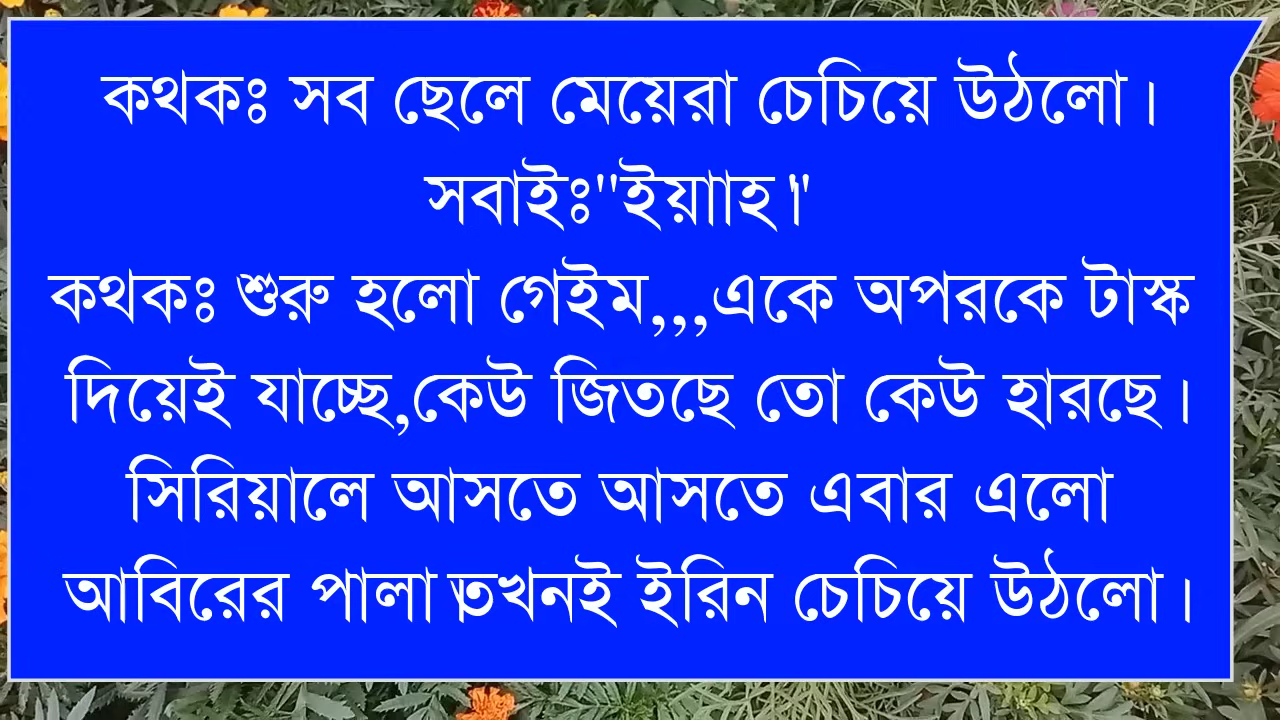 কথকঃ সব ছেলে মেয়েরা চেচিয়ে উঠলো।
সবাইঃ"ইয়াাহ।"
কথকঃ শুরু হলো গেইম,,,একে অপরকে টাস্ক
দিয়েই যাচ্ছে,কেউ জিতছে তো কেউ হারছে।
সিরিয়ালে আসতে আসতে এবার এলো
আবিরের পালা।তখনই ইরিন চেচিয়ে উঠলো।